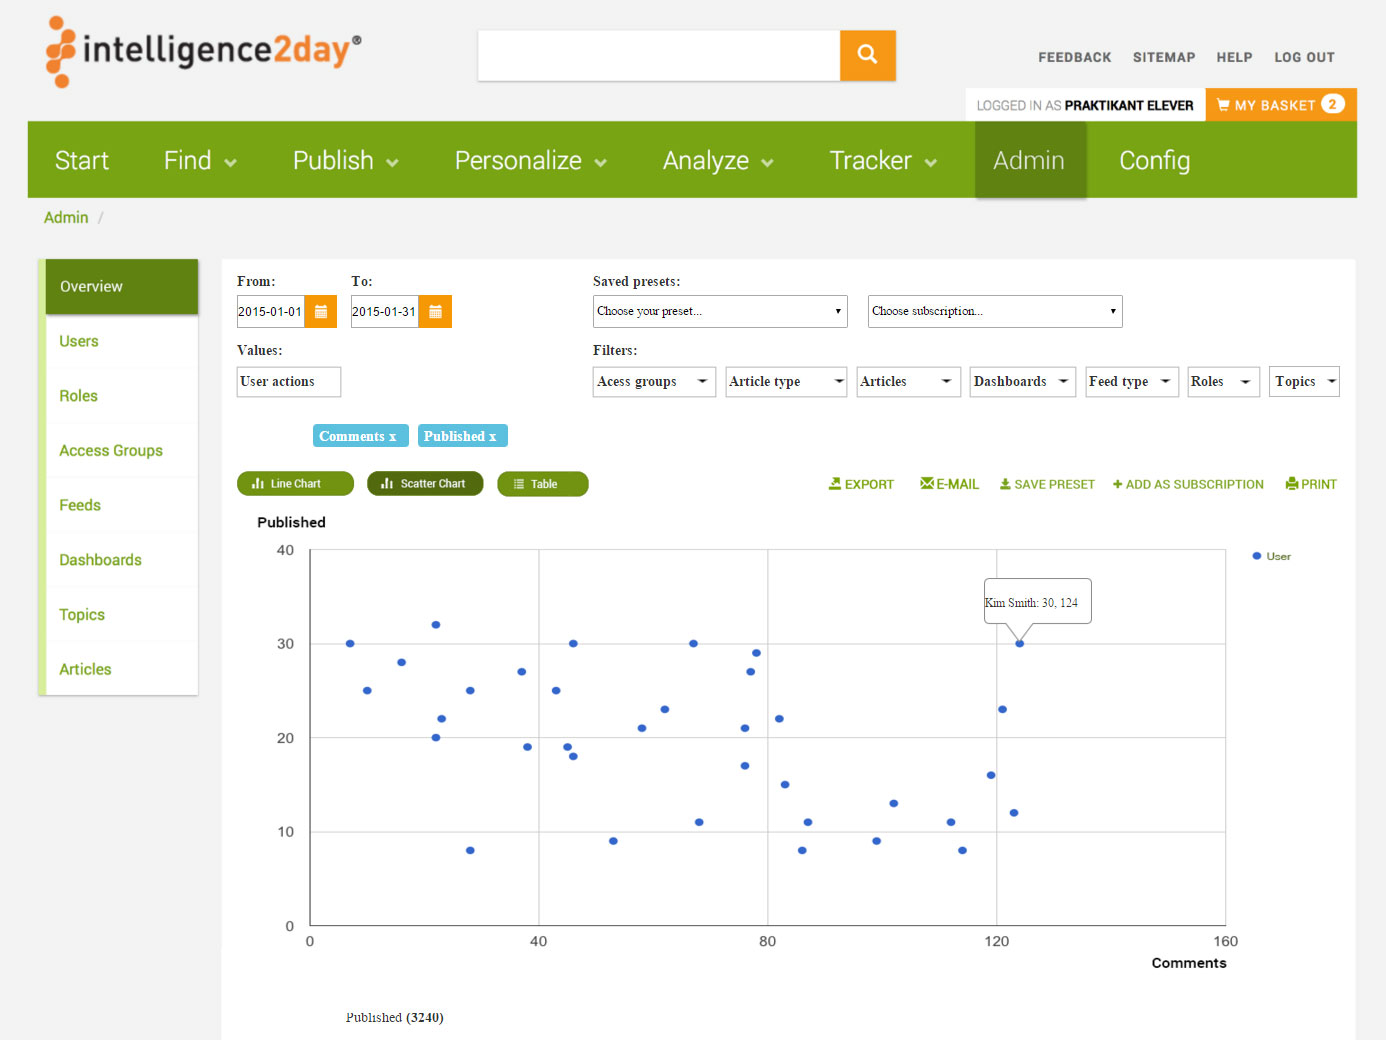 intelligence2day®
FEEDBACK SITEMAP HELP LOG OUT
LOGGED IN AS PRAKTIKANT ELEVER MY BASKET 2
Start Find Publish Personalize Analyze Tracker Admin Config
Admin /
Overview
Users
Roles
Access Groups
Feeds
Dashboards
Topics
Articles
From: To: Saved presets:
2015-01-01 2015-01-31 Choose your preset... Choose subscription...
Values: Filters:
User actions Acess groups Article type Articles Dashboards Feed type Roles Topics
Comments x Published x
Line Chart Scatter Chart Table EXPORT E-MAIL SAVE PRESET + ADD AS SUBSCRIPTION PRINT
Published
40
30
20
10
0
User
Kim Smith: 30, 124
0 40 80 120 160
Comments
Published (3240)